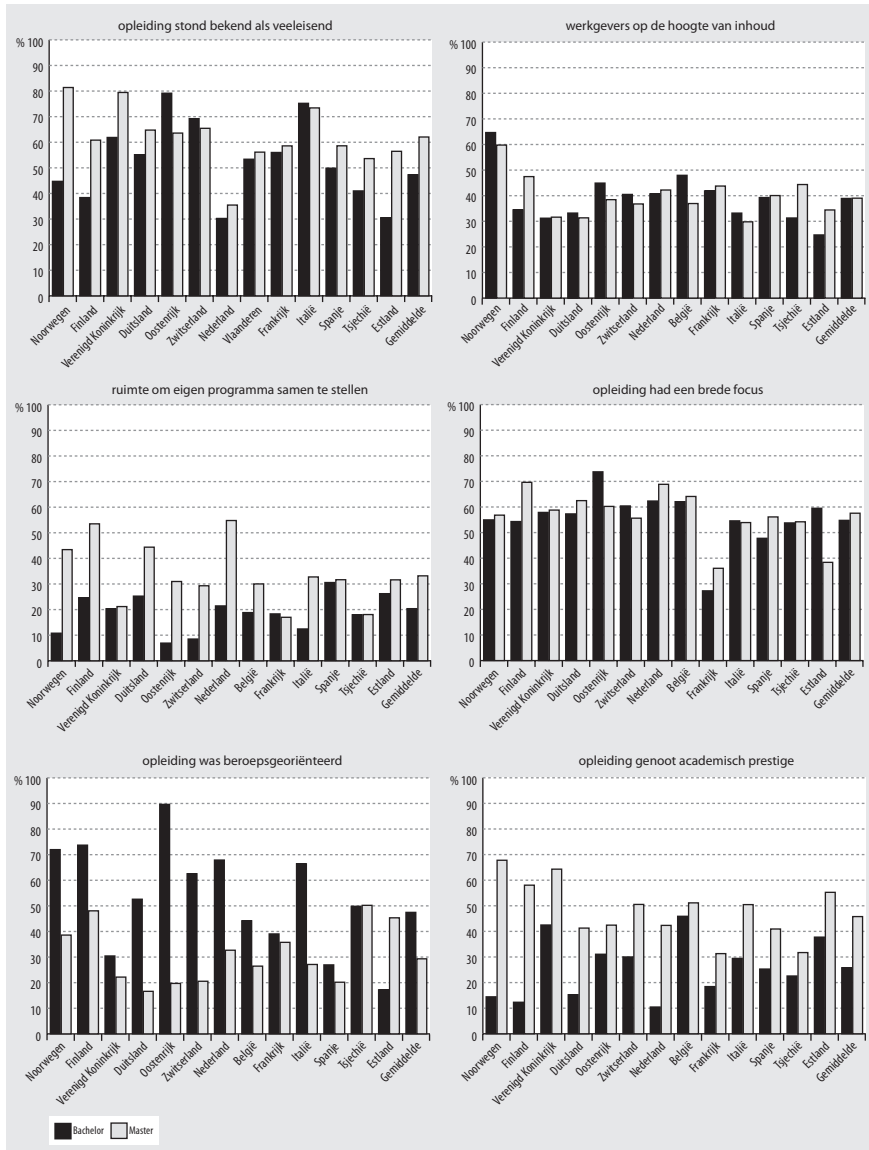 opleiding stond bekend als veeleisend
% 100
90
80
70
60
50
40
30
20
10
0
Noorwegen
Finland
Verenigd Koninkrijk
Duitsland
Oostenrijk
Zwitserland
Nederland
Vlaanderen
Frankrijk
Italië
Spanje
Tsjechië
Estland
Gemiddelde
werkgevers op de hoogte van inhoud
% 100
90
80
70
60
50
40
30
20
10
0
Noorwegen
Finland
Verenigd Koninkrijk
Duitsland
Oostenrijk
Zwitserland
Nederland
België
Frankrijk
Italië
Spanje
Tsjechië
Estland
Gemiddelde
ruimte om eigen programma samen te stellen
% 100
90
80
70
60
50
40
30
20
10
0
Noorwegen
Finland
Verenigd Koninkrijk
Duitsland
Oostenrijk
Zwitserland
Nederland
België
Frankrijk
Italië
Spanje
Tsjechië
Estland
Gemiddelde
opleiding had een brede focus
% 100
90
80
70
60
50
40
30
20
10
0
Noorwegen
Finland
Verenigd Koninkrijk
Duitsland
Oostenrijk
Zwitserland
Nederland
België
Frankrijk
Italië
Spanje
Tsjechië
Estland
Gemiddelde
opleiding was beroepsgeoriënteerd
% 100
90
80
70
60
50
40
30
20
10
0
Noorwegen
Finland
Verenigd Koninkrijk
Duitsland
Oostenrijk
Zwitserland
Nederland
België
Frankrijk
Italië
Spanje
Tsjechië
Estland
Gemiddelde
opleiding genoot academisch prestige
% 100
90
80
70
60
50
40
30
20
10
0
Noorwegen
Finland
Verenigd Koninkrijk
Duitsland
Oostenrijk
Zwitserland
Nederland
België
Frankrijk
Italië
Spanje
Tsjechië
Estland
Gemiddelde
Bachelor Master